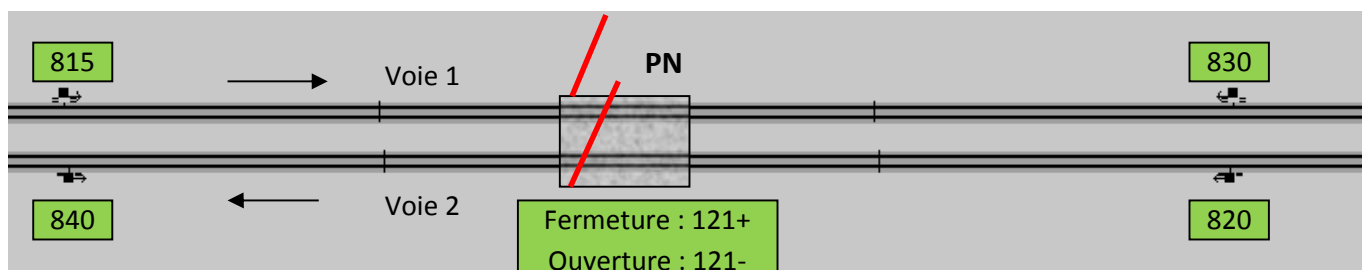 815
PN
830
Voie 1
840
Voie 2
820
Fermeture : 121+
Ouverture : 121-